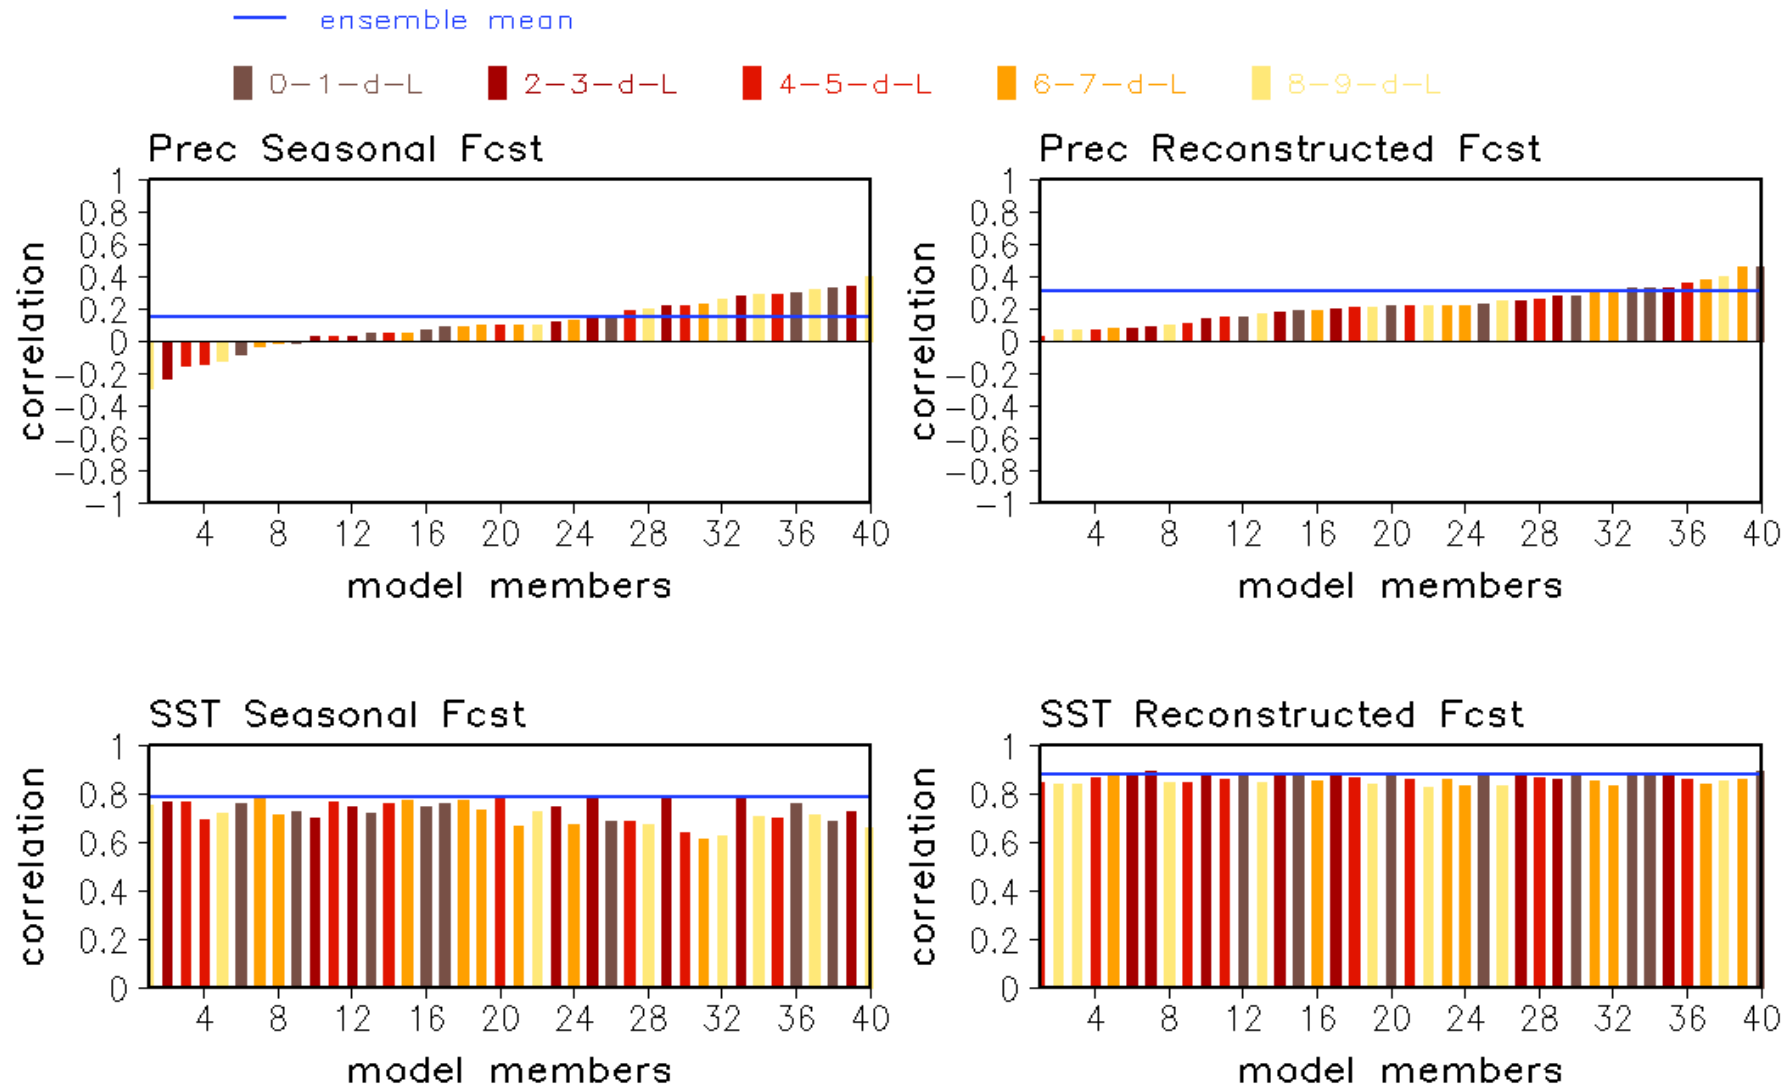 ensemble mean
0-1-d-L 2-3-d-L 4-5-d-L 6-7-d-L 8-9-d-L
Prec Seasonal Fcst
1
0.8
0.6
0.4
0.2
0
-0.2
-0.4
-0.6
-0.8
-1
correlation
4 8 12 16 20 24 28 32 36 40
model members
Prec Reconstructed Fcst
1
0.8
0.6
0.4
0.2
0
-0.2
-0.4
-0.6
-0.8
-1
correlation
4 8 12 16 20 24 28 32 36 40
model members
SST Seasonal Fcst
1
0.8
0.6
0.4
0.2
0
correlation
4 8 12 16 20 24 28 32 36 40
model members
SST Reconstructed Fcst
1
0.8
0.6
0.4
0.2
0
correlation
4 8 12 16 20 24 28 32 36 40
model members